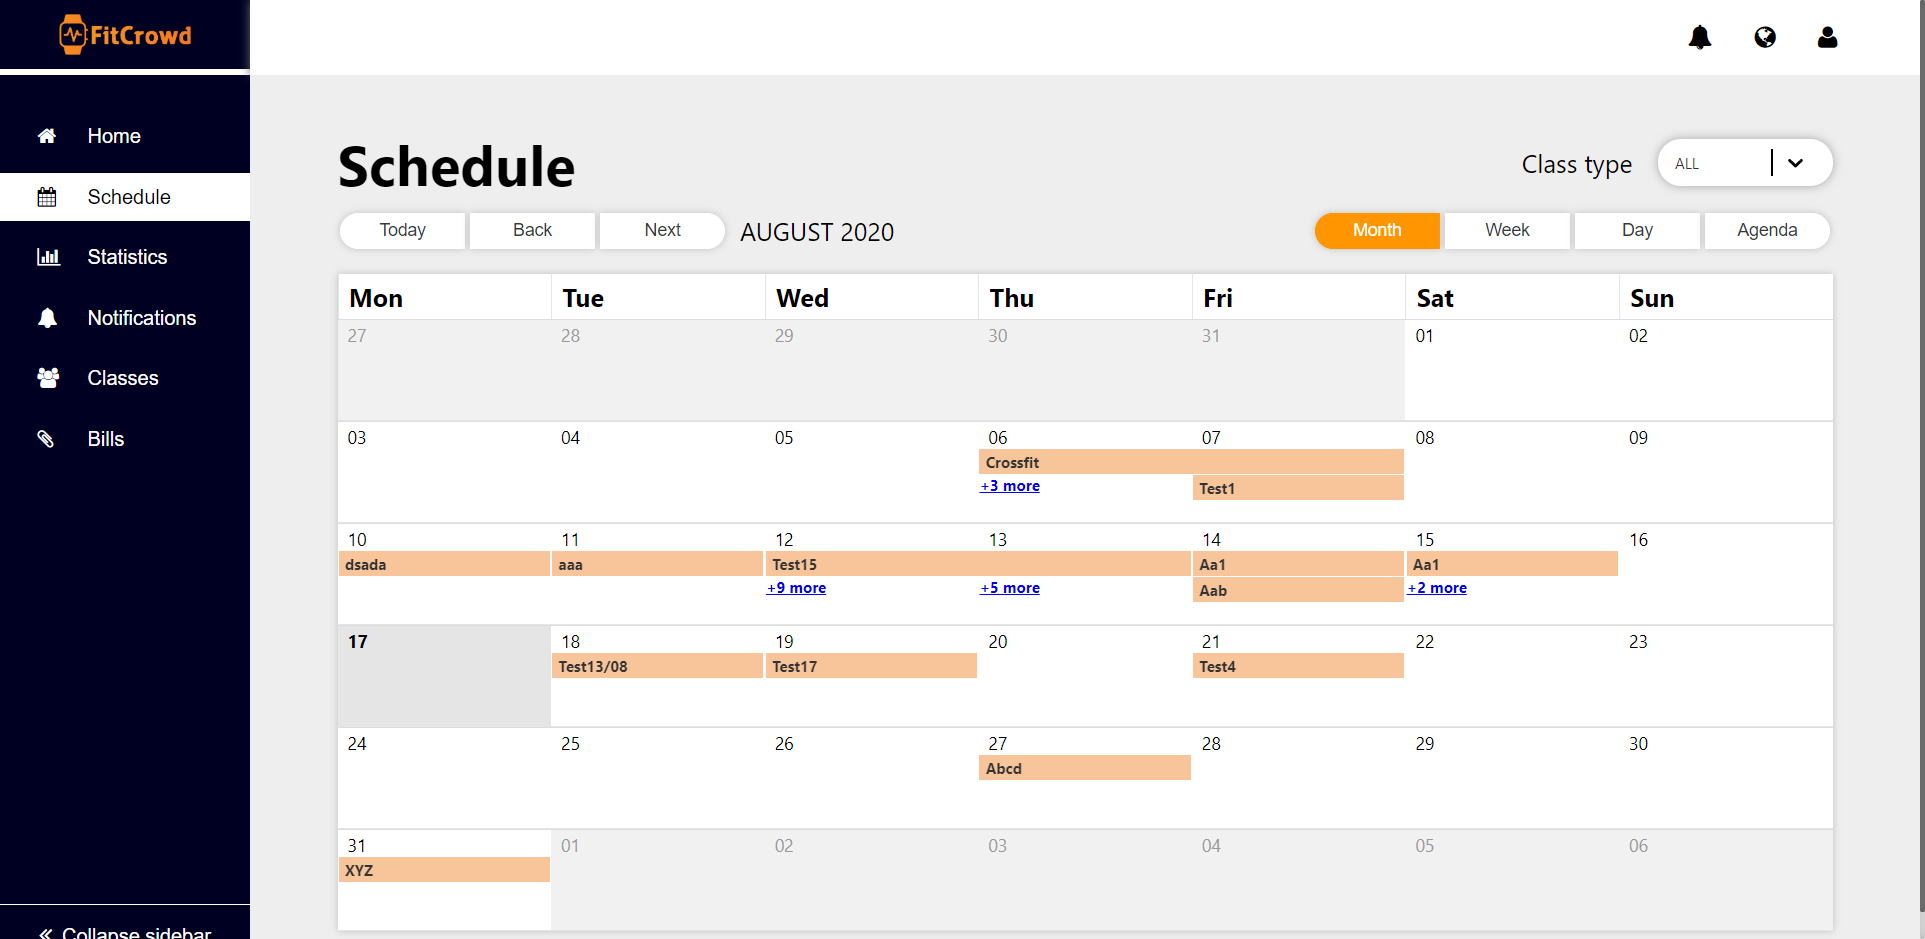 FitCrowd
Home
Schedule
Statistics
Notifications
Classes
Bills
Collapse sidebar
Schedule
Class type ALL
Today Back Next AUGUST 2020 Month Week Day Agenda
Mon Tue Wed Thu Fri Sat Sun
27 28 29 30 31 01 02
03 04 05 06 07 08 09
Crossfit
+3 more Test1
10 11 12 13 14 15 16
dsada aaa Test15 Aa1 Aa1
+9 more +5 more Aab +2 more
17 18 19 20 21 22 23
Test13/08 Test17 Test4
24 25 26 27 28 29 30
Abcd
31 01 02 03 04 05 06
XYZ